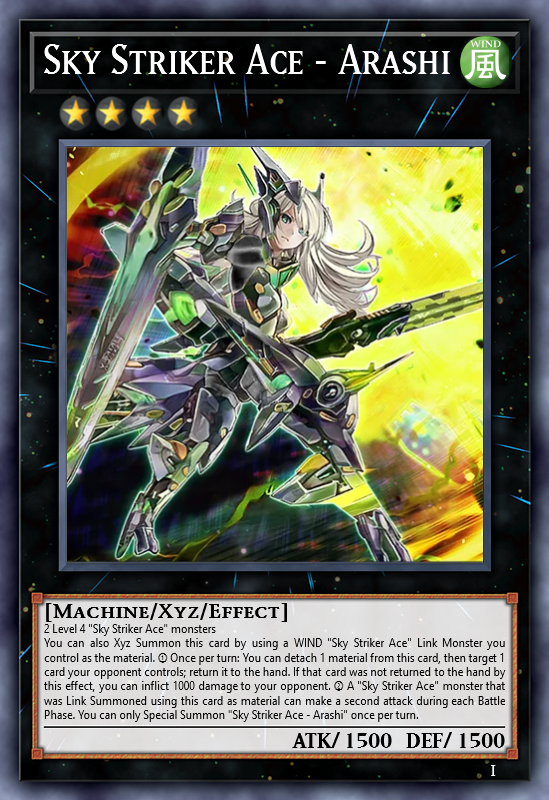 Sky Striker Ace - Arashi
WIND
風
[Machine/Xyz/Effect]
2 Level 4 "Sky Striker Ace" monsters
You can also Xyz Summon this card by using a WIND "Sky Striker Ace" Link Monster you
control as the material. ① Once per turn: You can detach 1 material from this card, then target 1
card your opponent controls; return it to the hand. If that card was not returned to the hand by
this effect, you can inflict 1000 damage to your opponent. ② A "Sky Striker Ace" monster that
was Link Summoned using this card as material can make a second attack during each Battle
Phase. You can only Special Summon "Sky Striker Ace - Arashi" once per turn.
ATK/ 1500 DEF/ 1500
I